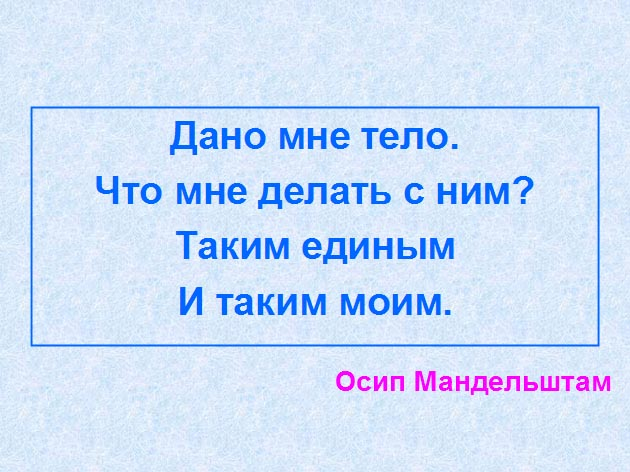 Дано мне тело.
Что мне делать с ним?
Таким единым
И таким моим.
Осип Мандельштам